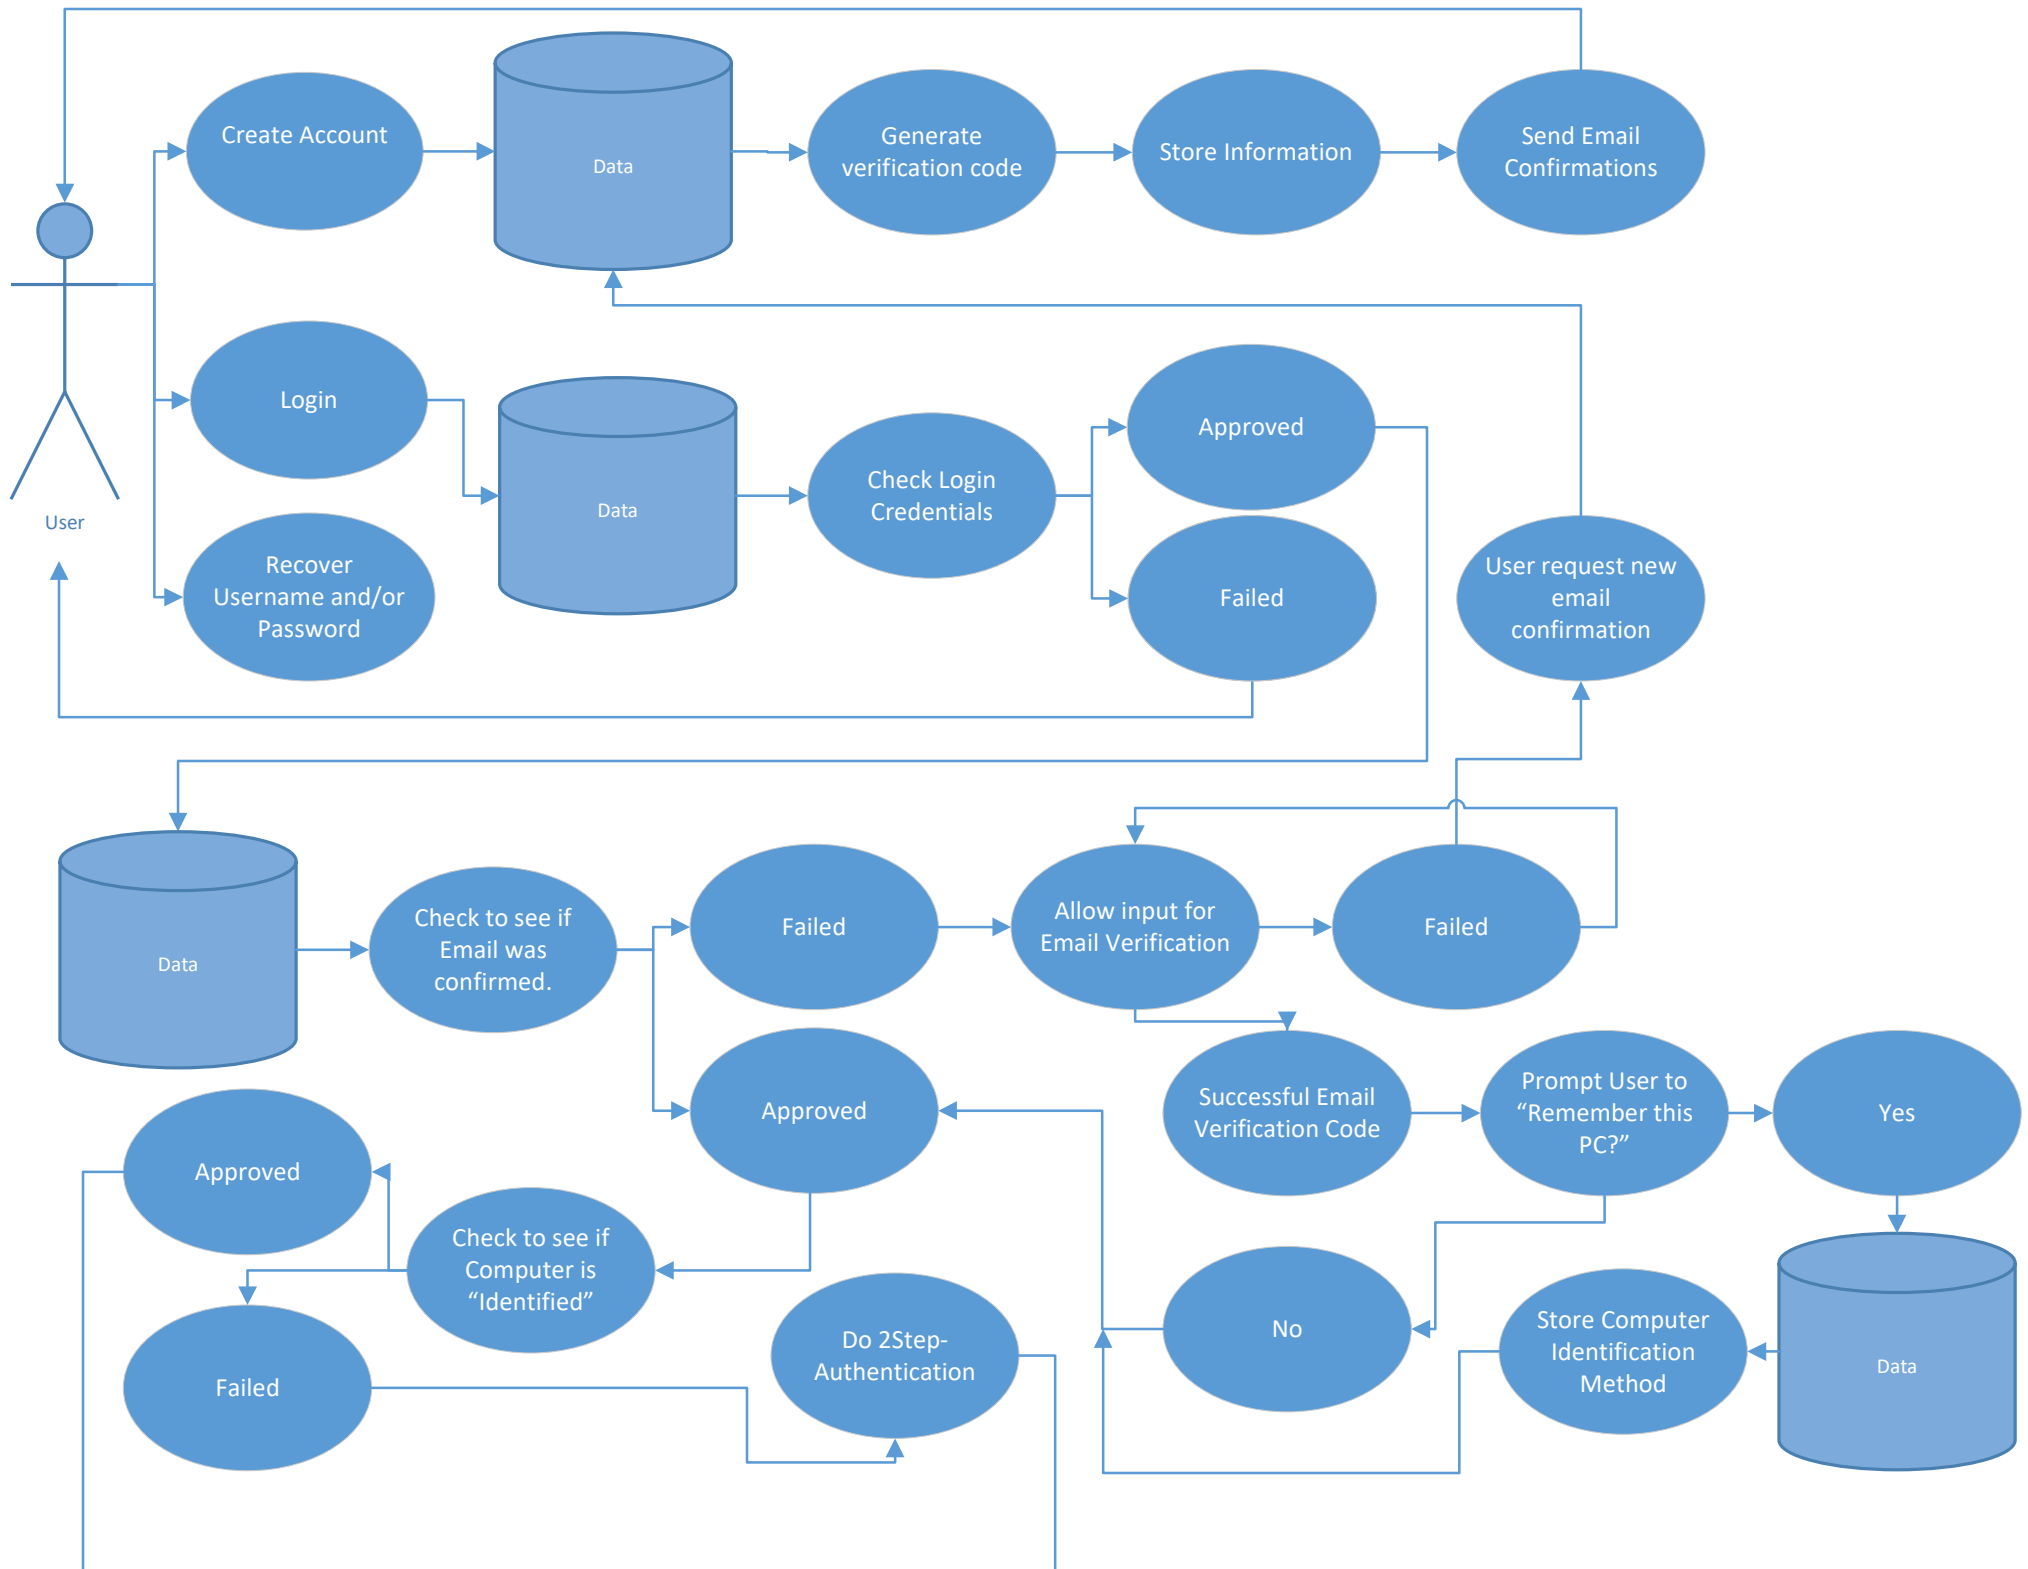 Create Account
Data
Generate
verification code
Store Information
Send Email
Confirmations
User
Login
Data
Check Login
Credentials
Approved
Failed
Recover
Username and/or
Password
User request new
email
confirmation
Data
Check to see if
Email was
confirmed.
Failed
Allow input for
Email Verification
Failed
Approved
Successful Email
Verification Code
Prompt User to
“Remember this
PC?”
Yes
Approved
Check to see if
Computer is
“Identified”
Failed
Do 2Step-
Authentication
No
Store Computer
Identification
Method
Data